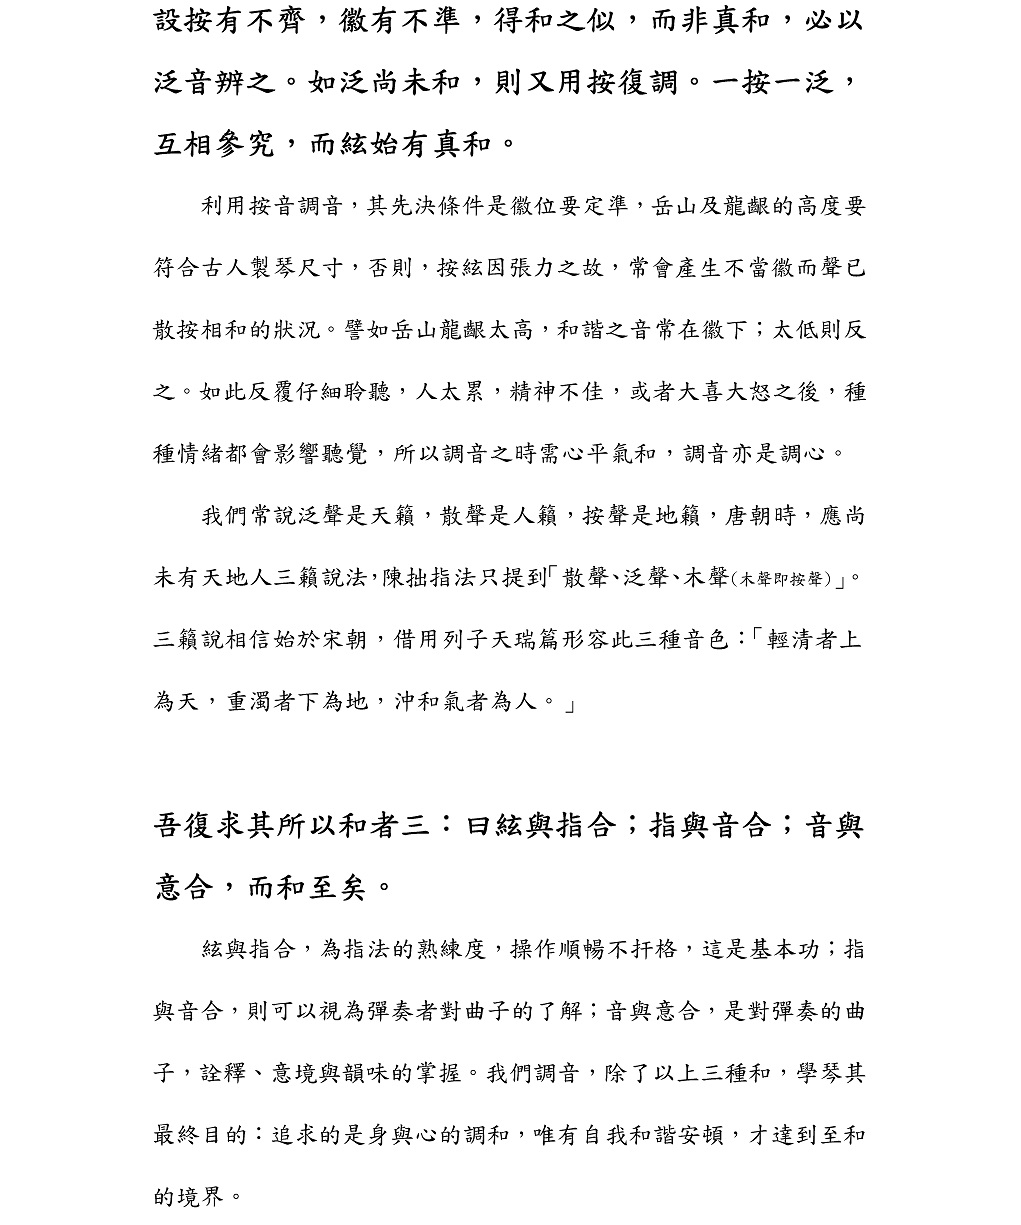 設按有不齊，徽有不準，得和之似，而非真和，必以
泛音辨之。如泛尚未和，則又用按復調。一按一泛，
互相參究，而絃始有真和。
利用按音調音，其先決條件是徽位要定準，岳山及龍齦的高度要
符合古人製琴尺寸，否則，按絃因張力之故，常會產生不當徽而聲已
散按相和的狀況。譬如岳山龍齦太高，和諧之音常在徽下；太低則反
之。如此反覆仔細聆聽，人太累，精神不佳，或者大喜大怒之後，種
種情緒都會影響聽覺，所以調音之時需心平氣和，調音亦是調心。
我們常說泛聲是天籟，散聲是人籟，按聲是地籟，唐朝時，應尚
未有天地人三籟說法，陳拙指法只提到「散聲、泛聲、木聲（木聲即按聲）」。
三籟說相信始於宋朝，借用列子天瑞篇形容此三種音色：「輕清者上
為天，重濁者下為地，沖和氣者為人。」
吾復求其所以和者三：曰絃與指合；指與音合；音與
意合，而和至矣。
絃與指合，為指法的熟練度，操作順暢不扞格，這是基本功；指
與音合，則可以視為彈奏者對曲子的了解；音與意合，是對彈奏的曲
子，詮釋、意境與韻味的掌握。我們調音，除了以上三種和，學琴其
最終目的：追求的是身與心的調和，唯有自我和諧安頓，才達到至和
的境界。